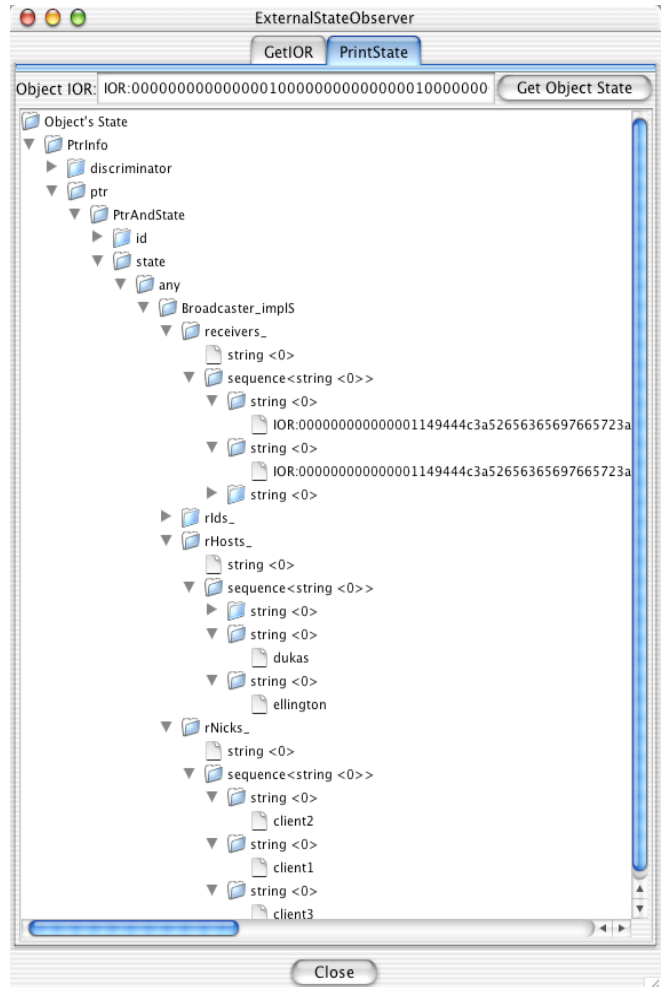 ExternalStateObserver
GetIOR PrintState
Object IOR: IOR:000000000000000100000000000000010000000 Get Object State
Object's State
PtrInfo
discriminator
ptr
PtrAndState
id
state
any
Broadcaster_implS
receivers_
string <0>
sequence<string <0>>
string <0>
IOR:000000000000001149444c3a52656365697665723a
string <0>
IOR:000000000000001149444c3a52656365697665723a
string <0>
rIds_
rHosts_
string <0>
sequence<string <0>>
string <0>
string <0>
dukas
string <0>
ellington
rNicks_
string <0>
sequence<string <0>>
string <0>
client2
string <0>
client1
string <0>
client3
Close